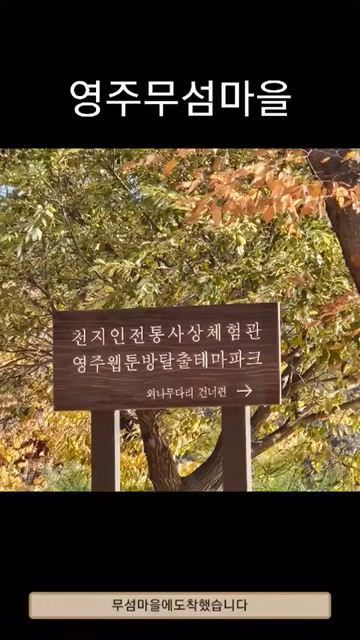 영주무섬마을
천지인전통사상체험관
영주웹툰방탈출테마파크
외나무다리 건너편 →
무섬마을에도착했습니다